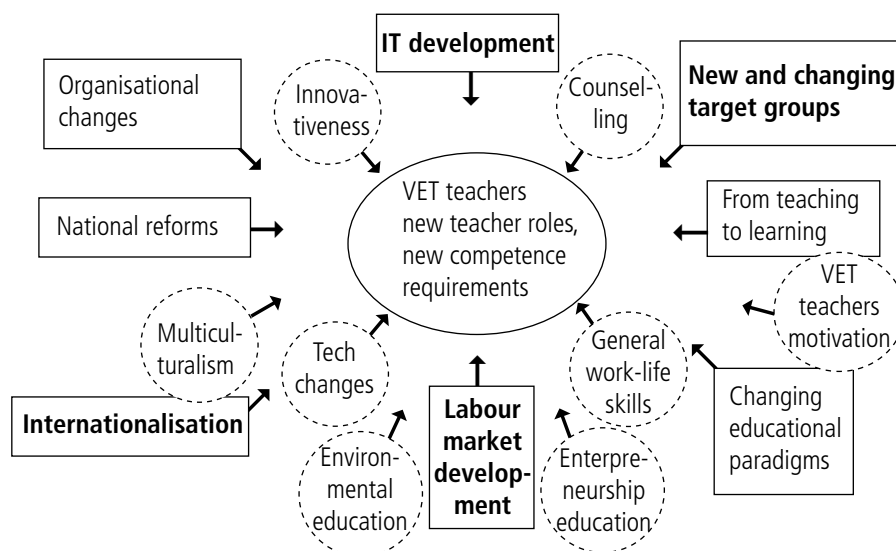 IT development
Organisational
changes
Innova-
tiveness
Counsel-
ling
New and changing
target groups
VET teachers
new teacher roles,
new competence
requirements
National reforms
From teaching
to learning
VET
teachers
motivation
Multicul-
turalism
Tech
changes
General
work-life
skills
Internationalisation
Labour
market
develop-
ment
Changing
educational
paradigms
Environ-
mental
education
Enterpre-
neurship
education